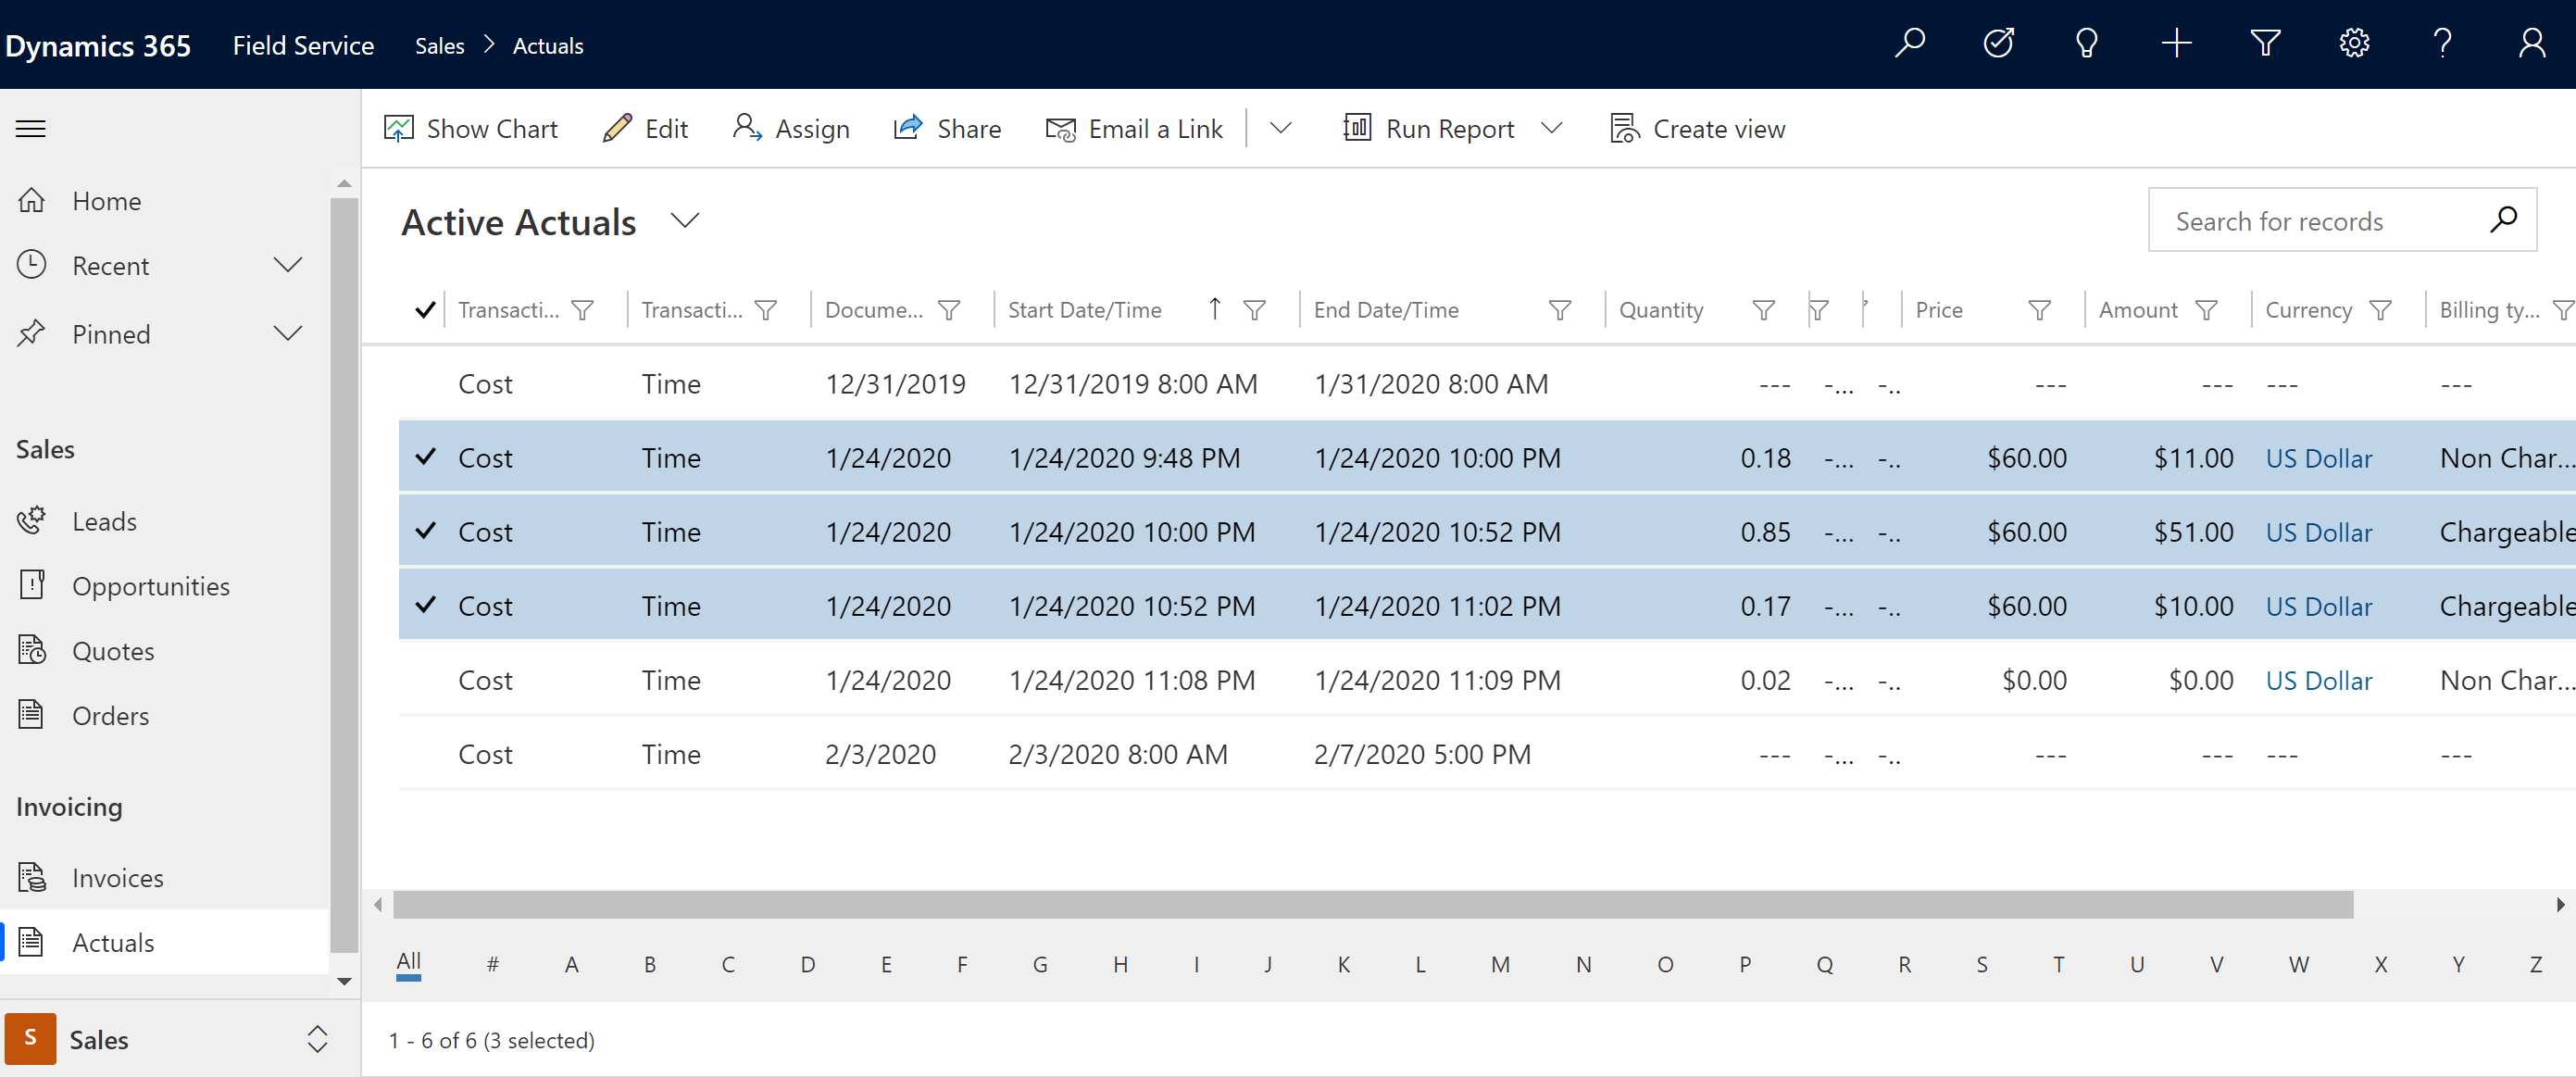 Dynamics 365 Field Service Sales > Actuals
Show Chart Edit Assign Share Email a Link Run Report Create view
Home
Recent
Pinned
Sales
Leads
Opportunities
Quotes
Orders
Invoicing
Invoices
Actuals
S Sales
Active Actuals
Search for records
Transacti... Transacti... Docume... Start Date/Time End Date/Time Quantity Price Amount Currency Billing ty...
Cost Time 12/31/2019 12/31/2019 8:00 AM 1/31/2020 8:00 AM --- -... -.. --- --- --- ---
Cost Time 1/24/2020 1/24/2020 9:48 PM 1/24/2020 10:00 PM 0.18 -... -.. $60.00 $11.00 US Dollar Non Char...
Cost Time 1/24/2020 1/24/2020 10:00 PM 1/24/2020 10:52 PM 0.85 -... -.. $60.00 $51.00 US Dollar Chargeable
Cost Time 1/24/2020 1/24/2020 10:52 PM 1/24/2020 11:02 PM 0.17 -... -.. $60.00 $10.00 US Dollar Chargeable
Cost Time 1/24/2020 1/24/2020 11:08 PM 1/24/2020 11:09 PM 0.02 -... -.. $0.00 $0.00 US Dollar Non Char...
Cost Time 2/3/2020 2/3/2020 8:00 AM 2/7/2020 5:00 PM --- -... -.. --- --- --- ---
All # A B C D E F G H I J K L M N O P Q R S T U V W X Y Z
1 - 6 of 6 (3 selected)